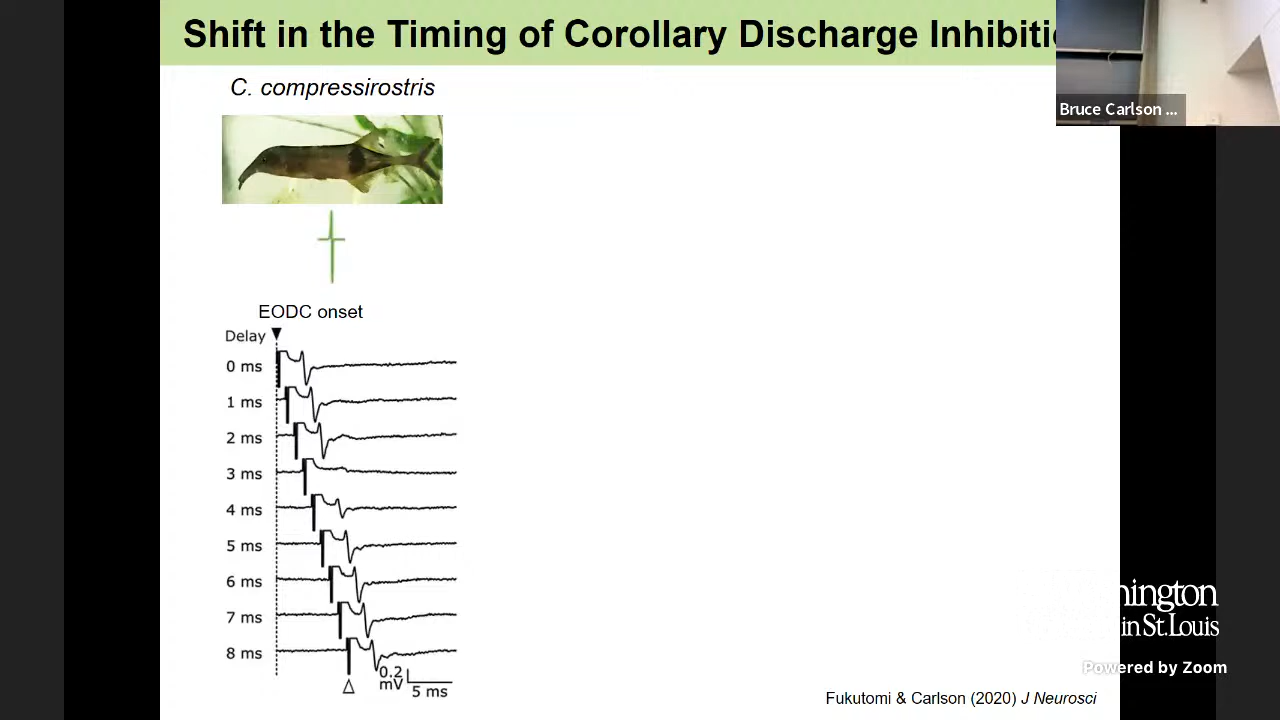 Shift in the Timing of Corollary Discharge
Bruce Carlson ...
C. compressirostris
EODC onset
Delay
0 ms
1 ms
2 ms
3 ms
4 ms
5 ms
6 ms
7 ms
8 ms
0.2
mV
5 ms
in St. Louis
Powered by Zoom
Fukutomi & Carlson (2020) J Neurosci